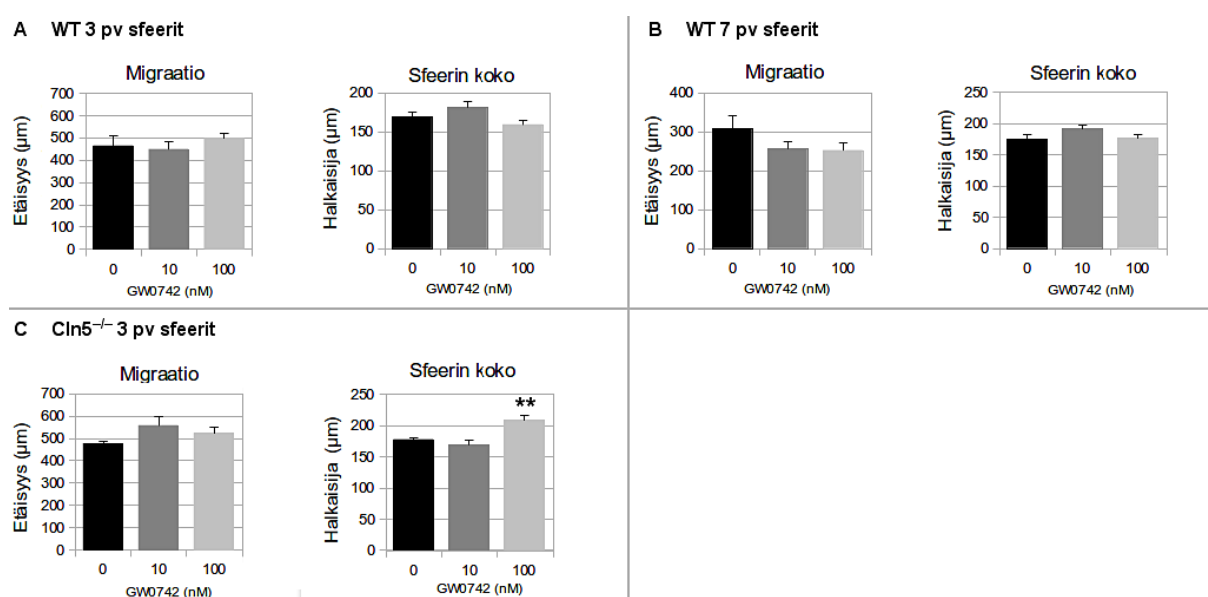 A WT 3 pv sfeerit
Migraatio
Etäisyys (µm)
700
600
500
400
300
200
100
0
0 10 100
GW0742 (nM)
Sfeerin koko
Halkaisija (µm)
200
150
100
50
0
0 10 100
GW0742 (nM)
B WT 7 pv sfeerit
Migraatio
Etäisyys (µm)
400
300
200
100
0
0 10 100
GW0742 (nM)
Sfeerin koko
Halkaisija (µm)
250
200
150
100
50
0
0 10 100
GW0742 (nM)
C Cln5⁻/⁻ 3 pv sfeerit
Migraatio
Etäisyys (µm)
700
600
500
400
300
200
100
0
0 10 100
GW0742 (nM)
Sfeerin koko
Halkaisija (µm)
250
200
150
100
50
0
**
0 10 100
GW0742 (nM)